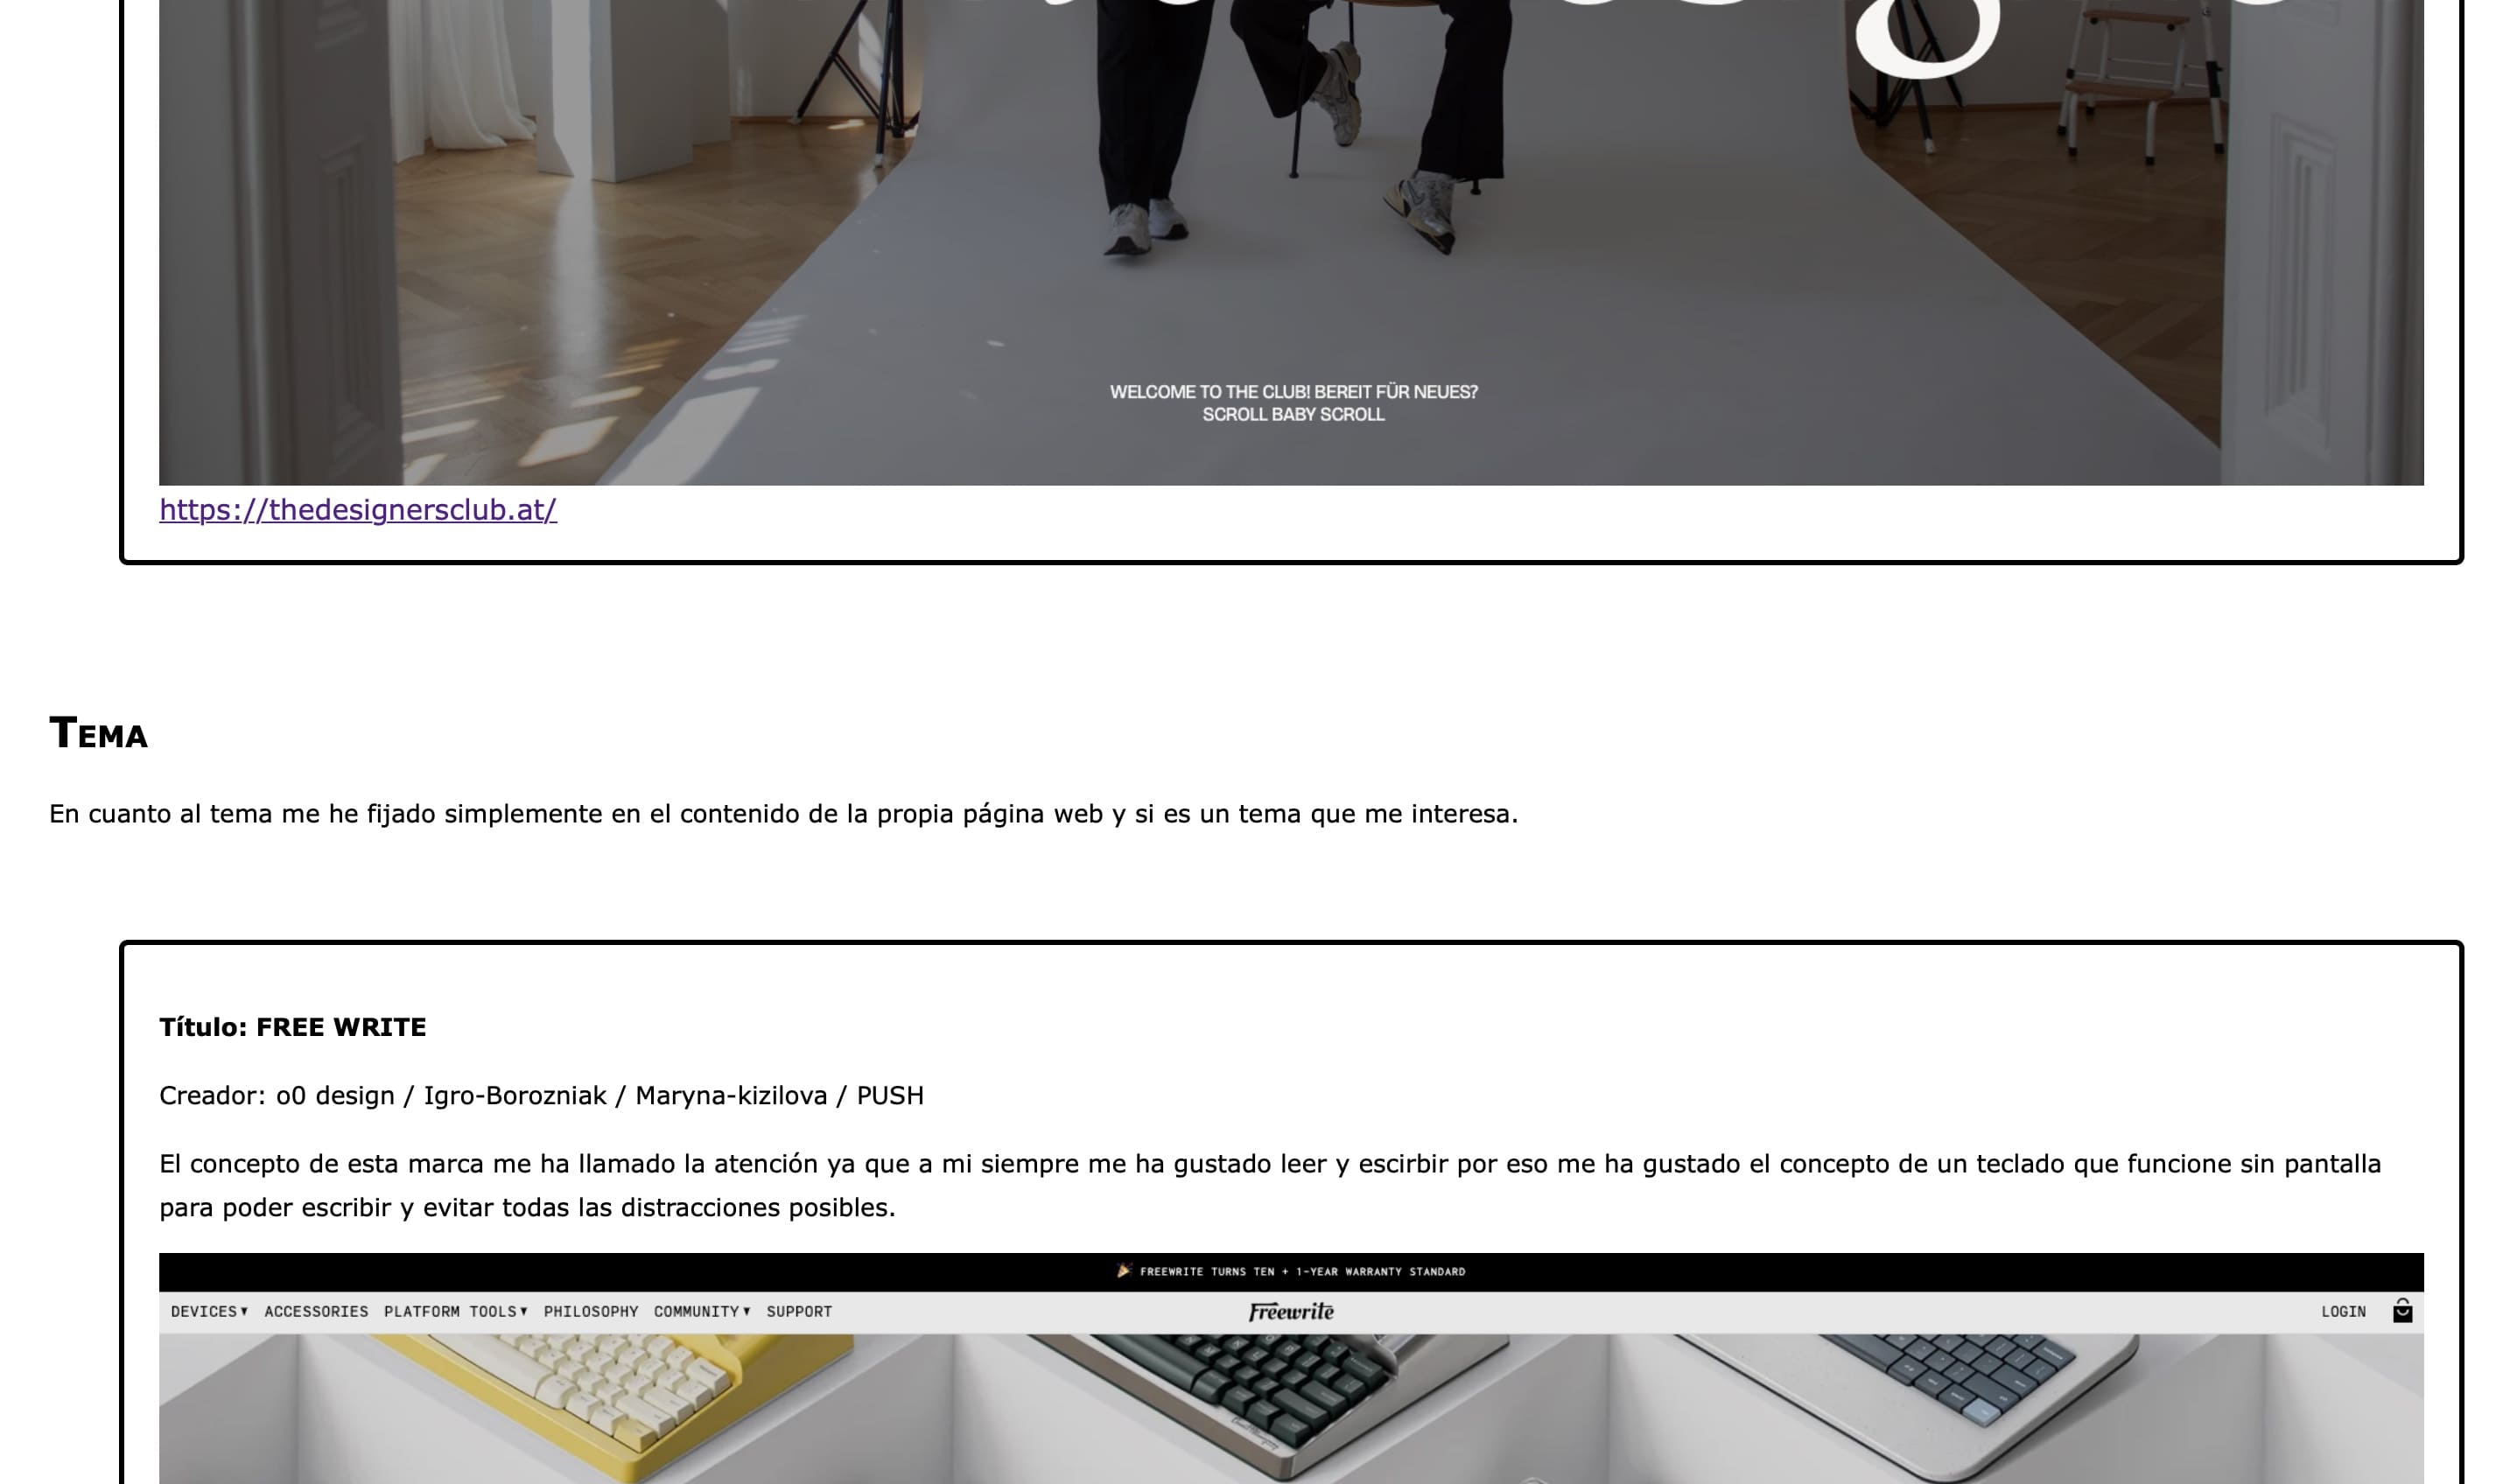 WELCOME TO THE CLUB! BEREIT FÜR NEUES?
SCROLL BABY SCROLL
https://thedesignersclub.at/
TEMA
En cuanto al tema me he fijado simplemente en el contenido de la propia página web y si es un tema que me interesa.
Título: FREE WRITE
Creador: o0 design / Igro-Borozniak / Maryna-kizilova / PUSH
El concepto de esta marca me ha llamado la atención ya que a mi siempre me ha gustado leer y escirbir por eso me ha gustado el concepto de un teclado que funcione sin pantalla
para poder escribir y evitar todas las distracciones posibles.
🎉 FREEWRITE TURNS TEN + 1-YEAR WARRANTY STANDARD
DEVICES▼ ACCESSORIES PLATFORM TOOLS▼ PHILOSOPHY COMMUNITY▼ SUPPORT Freewrite LOGIN